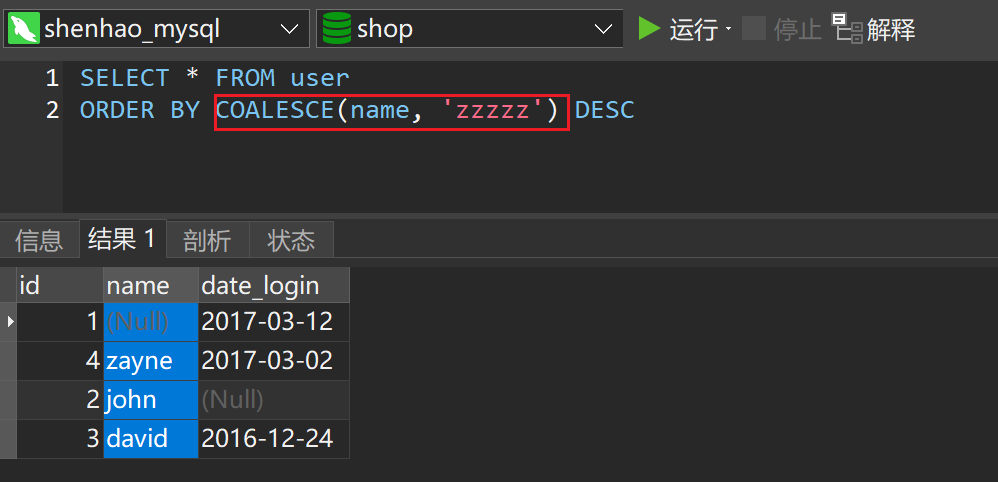 shenhao_mysql shop 运行 停止 解释
1 SELECT * FROM user
2 ORDER BY COALESCE(name, 'zzzzz') DESC
信息 结果 1 剖析 状态
id name date_login
1 (Null) 2017-03-12
4 zayne 2017-03-02
2 john (Null)
3 david 2016-12-24